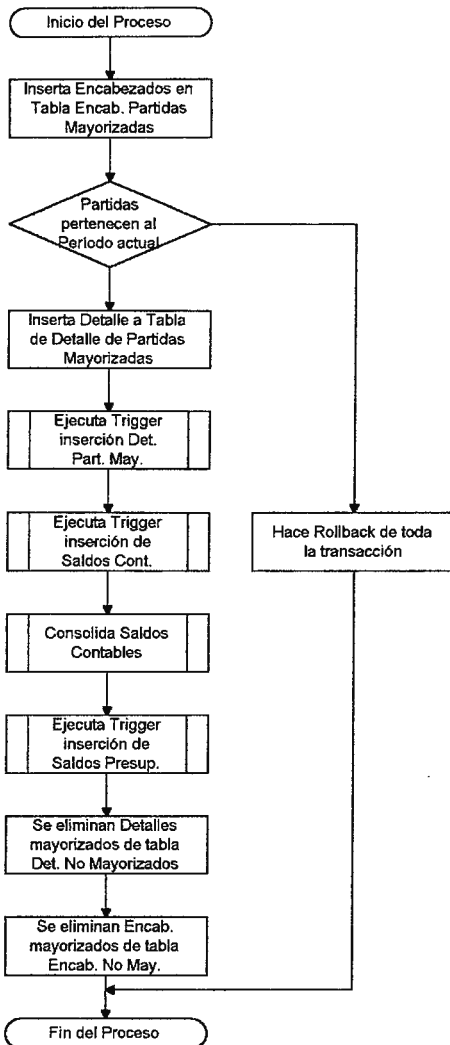 Inicio del Proceso
Inserta Encabezados en
Tabla Encab. Partidas
Mayorizadas
Partidas
pertenecen al
Periodo actual
Inserta Detalle a Tabla
de Detalle de Partidas
Mayorizadas
Ejecuta Trigger
inserción Det.
Part. May.
Ejecuta Trigger
inserción de
Saldos Cont.
Hace Rollback de toda
la transacción
Consolida Saldos
Contables
Ejecuta Trigger
inserción de
Saldos Presup.
Se eliminan Detalles
mayorizados de tabla
Det. No Mayorizados
Se eliminan Encab.
mayorizados de tabla
Encab. No May.
Fin del Proceso